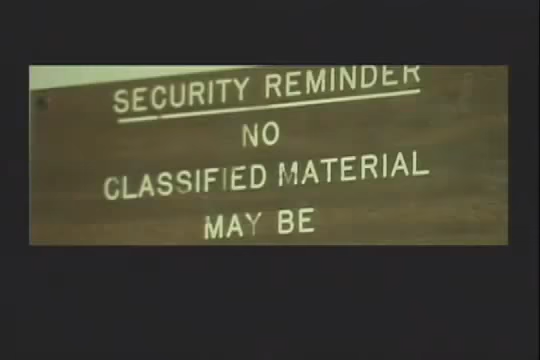 SECURITY REMINDER
NO
CLASSIFIED MATERIAL
MAY BE